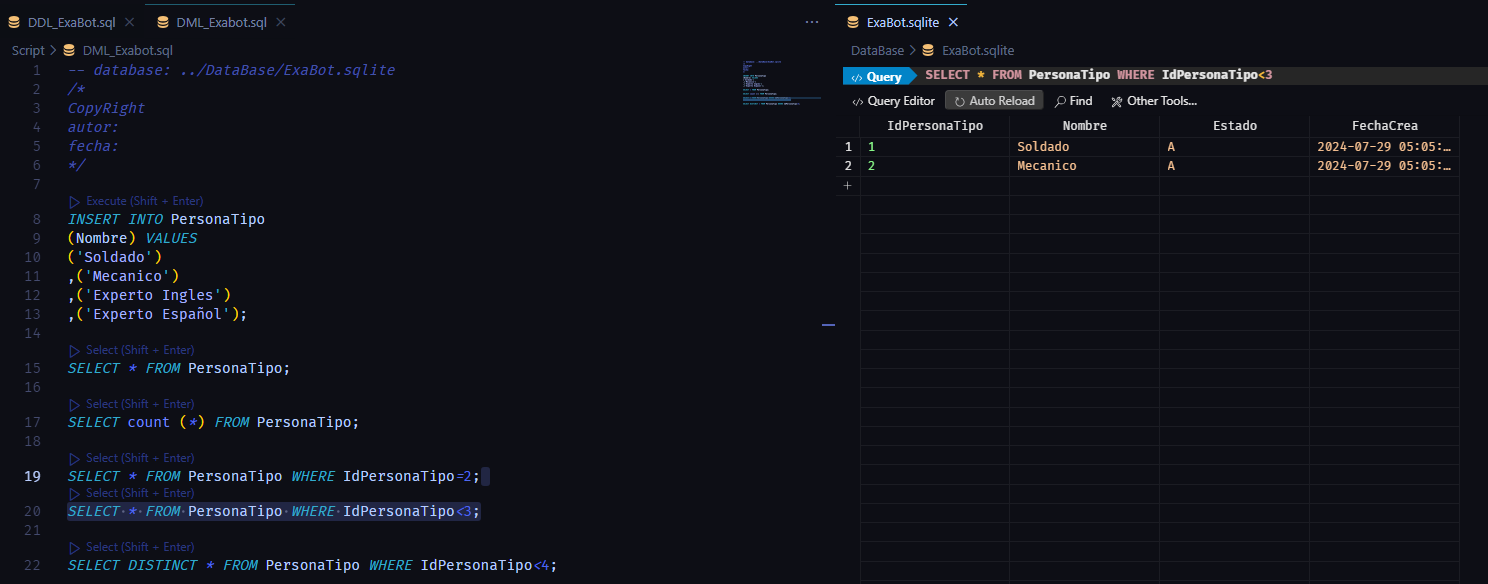 DDL_ExaBot.sql
DML_Exabot.sql
Script > DML_Exabot.sql
1 -- database: ../DataBase/ExaBot.sqlite
2 /*
3 CopyRight
4 autor:
5 fecha:
6 */
7
Execute (Shift + Enter)
8 INSERT INTO PersonaTipo
9 (Nombre) VALUES
10 ('Soldado')
11 ,('Mecanico')
12 ,('Experto Ingles')
13 ,('Experto Español');
14
Select (Shift + Enter)
15 SELECT * FROM PersonaTipo;
16
Select (Shift + Enter)
17 SELECT count (*) FROM PersonaTipo;
18
Select (Shift + Enter)
19 SELECT * FROM PersonaTipo WHERE IdPersonaTipo=2;
Select (Shift + Enter)
20 SELECT * FROM PersonaTipo WHERE IdPersonaTipo<3;
21
Select (Shift + Enter)
22 SELECT DISTINCT * FROM PersonaTipo WHERE IdPersonaTipo<4;
ExaBot.sqlite
DataBase > ExaBot.sqlite
Query SELECT * FROM PersonaTipo WHERE IdPersonaTipo<3
Query Editor Auto Reload Find Other Tools...
IdPersonaTipo Nombre Estado FechaCrea
1 1 Soldado A 2024-07-29 05:05:…
2 2 Mecanico A 2024-07-29 05:05:…
+